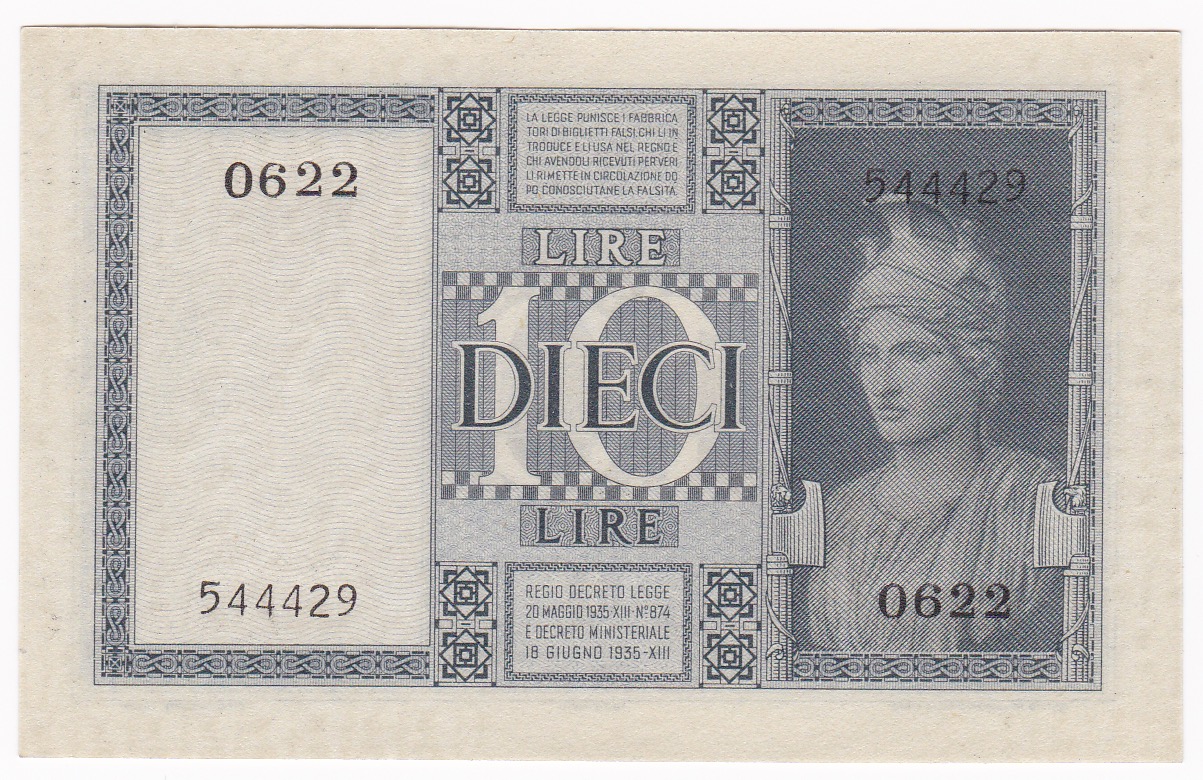 0622
544429
LA LEGGE PUNISCE I FABBRICA
TORI DI BIGLIETTI FALSI, CHI LI IN
TRODUCE E LI USA NEL REGNO E
CHI AVENDOLI RICEVUTI PER VERI
LI RIMETTE IN CIRCOLAZIONE DO
PO CONOSCIUTANE LA FALSITÀ.
LIRE
10
DIECI
LIRE
REGIO DECRETO LEGGE
20 MAGGIO 1935-XIII N° 874
E DECRETO MINISTERIALE
18 GIUGNO 1935-XIII
544429
0622